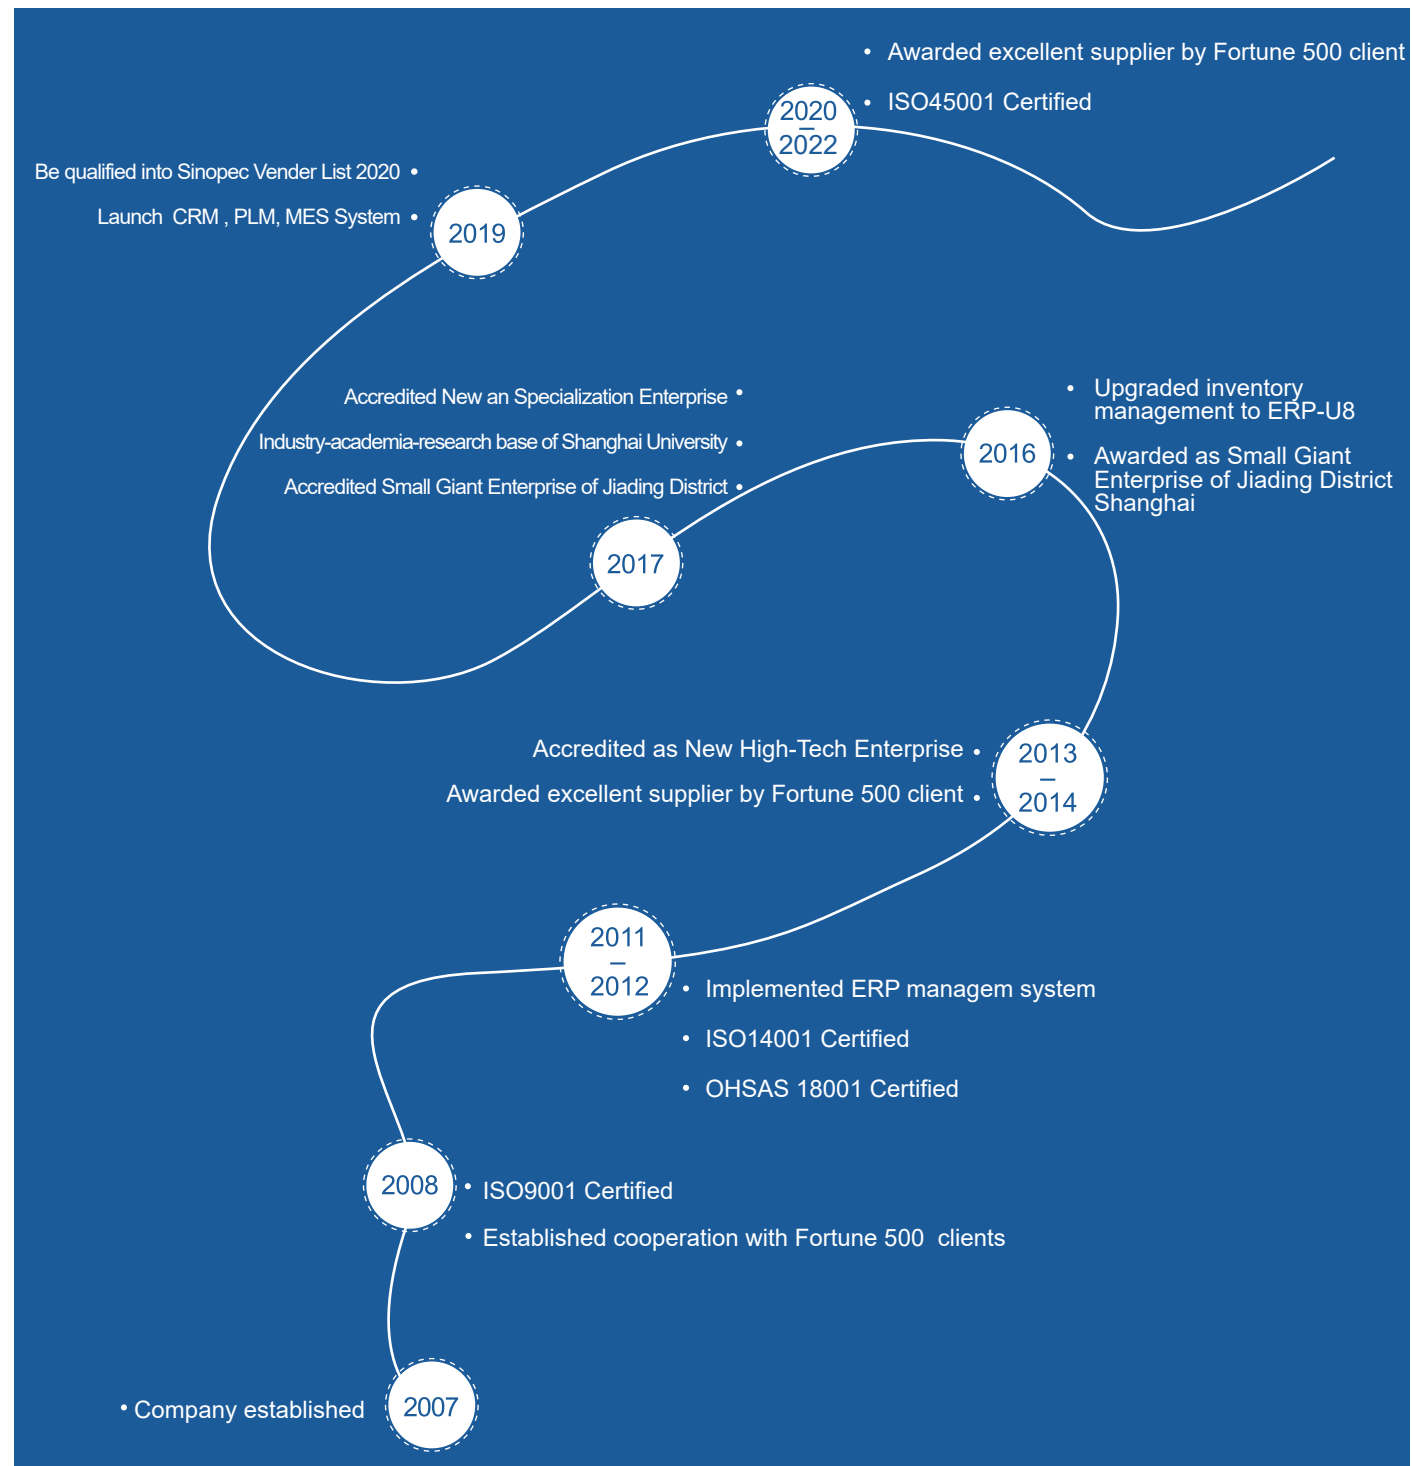 Awarded excellent supplier by Fortune 500 client
ISO45001 Certified
2020
–
2022
Be qualified into Sinopec Vender List 2020
Launch CRM , PLM, MES System
2019
Accredited New an Specialization Enterprise
Industry-academia-research base of Shanghai University
Accredited Small Giant Enterprise of Jiading District
2017
2016
Upgraded inventory
management to ERP-U8
Awarded as Small Giant
Enterprise of Jiading District
Shanghai
Accredited as New High-Tech Enterprise
Awarded excellent supplier by Fortune 500 client
2013
–
2014
2011
–
2012
Implemented ERP managem system
ISO14001 Certified
OHSAS 18001 Certified
2008
ISO9001 Certified
Established cooperation with Fortune 500 clients
Company established
2007